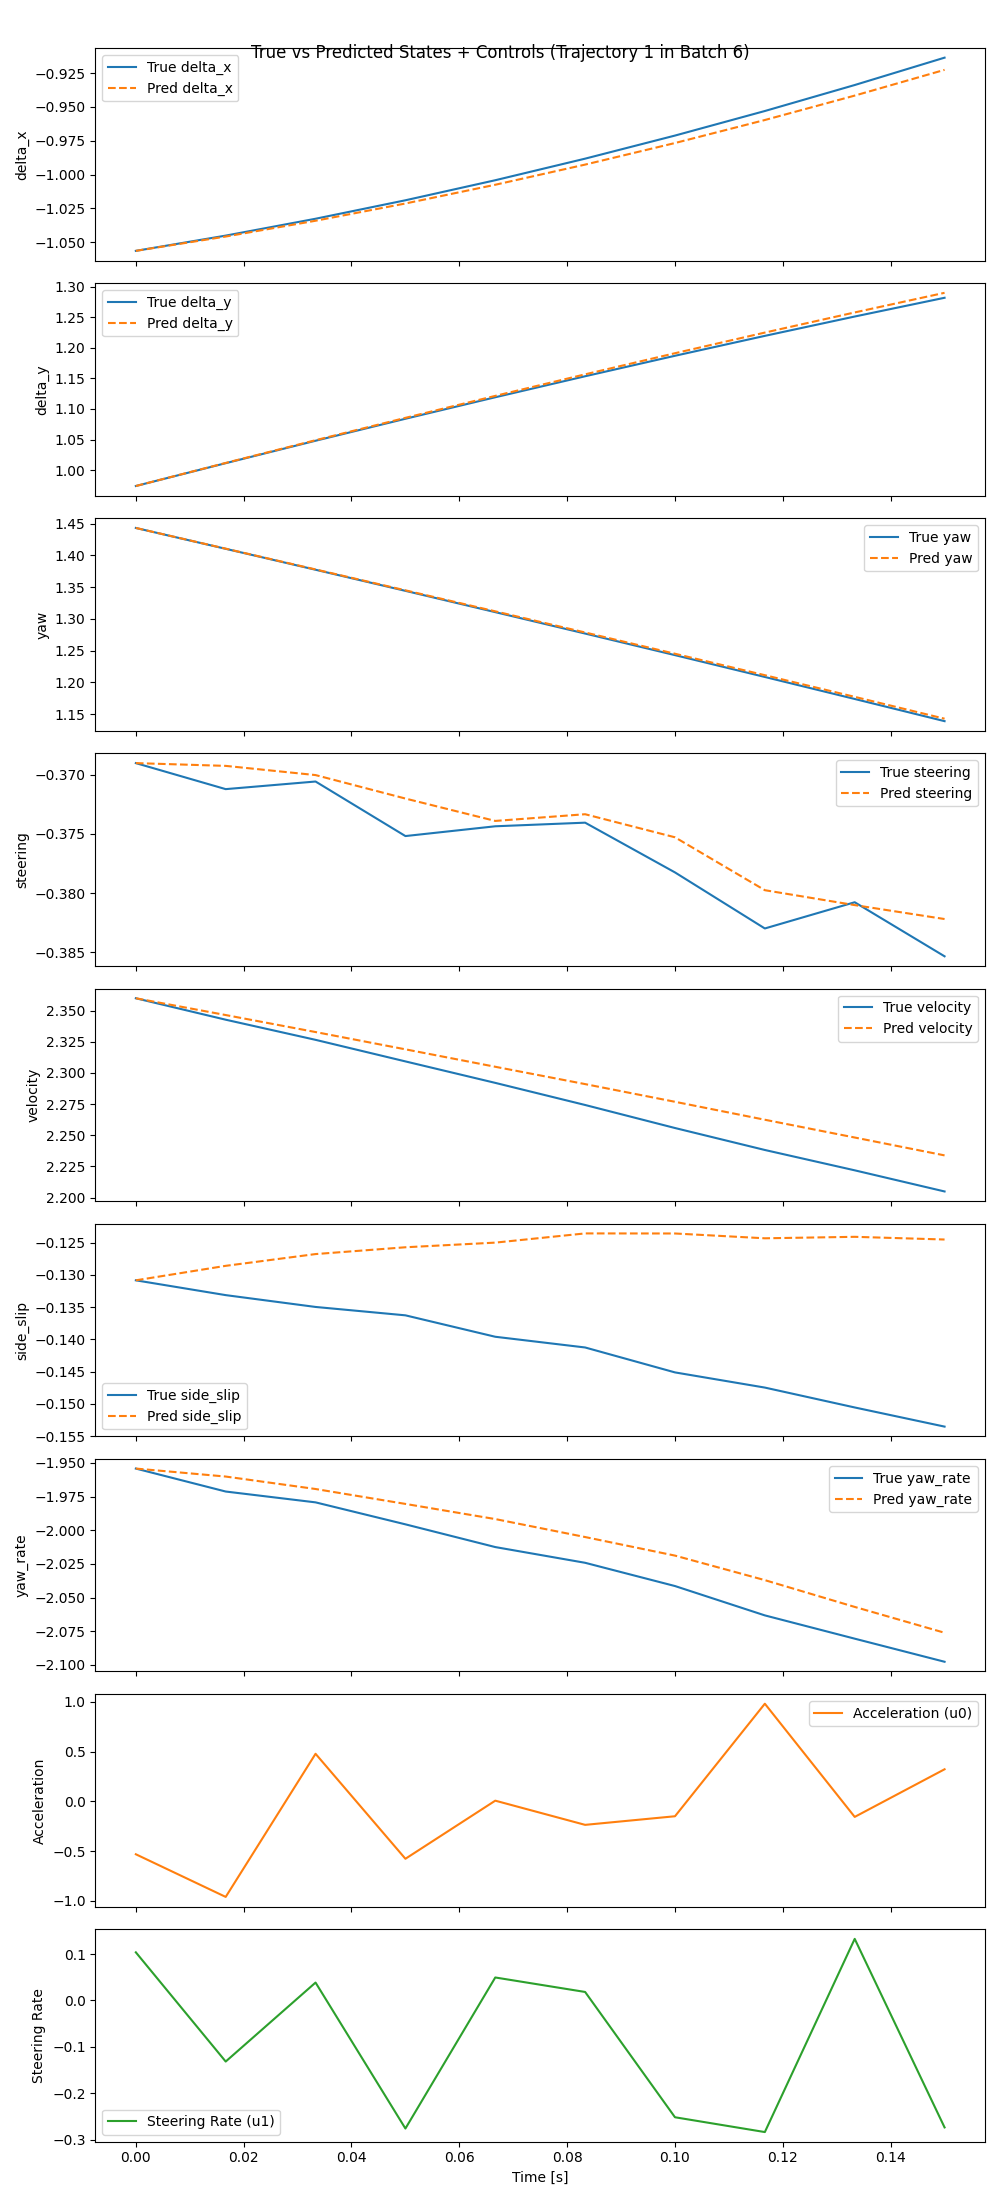 True vs Predicted States + Controls (Trajectory 1 in Batch 6)
True delta_x
Pred delta_x
delta_x
−0.925
−0.950
−0.975
−1.000
−1.025
−1.050
True delta_y
Pred delta_y
delta_y
1.30
1.25
1.20
1.15
1.10
1.05
1.00
True yaw
Pred yaw
yaw
1.45
1.40
1.35
1.30
1.25
1.20
1.15
True steering
Pred steering
steering
−0.370
−0.375
−0.380
−0.385
True velocity
Pred velocity
velocity
2.350
2.325
2.300
2.275
2.250
2.225
2.200
True side_slip
Pred side_slip
side_slip
−0.125
−0.130
−0.135
−0.140
−0.145
−0.150
−0.155
True yaw_rate
Pred yaw_rate
yaw_rate
−1.950
−1.975
−2.000
−2.025
−2.050
−2.075
−2.100
Acceleration (u0)
Acceleration
1.0
0.5
0.0
−0.5
−1.0
Steering Rate (u1)
Steering Rate
0.1
0.0
−0.1
−0.2
−0.3
0.00 0.02 0.04 0.06 0.08 0.10 0.12 0.14
Time [s]